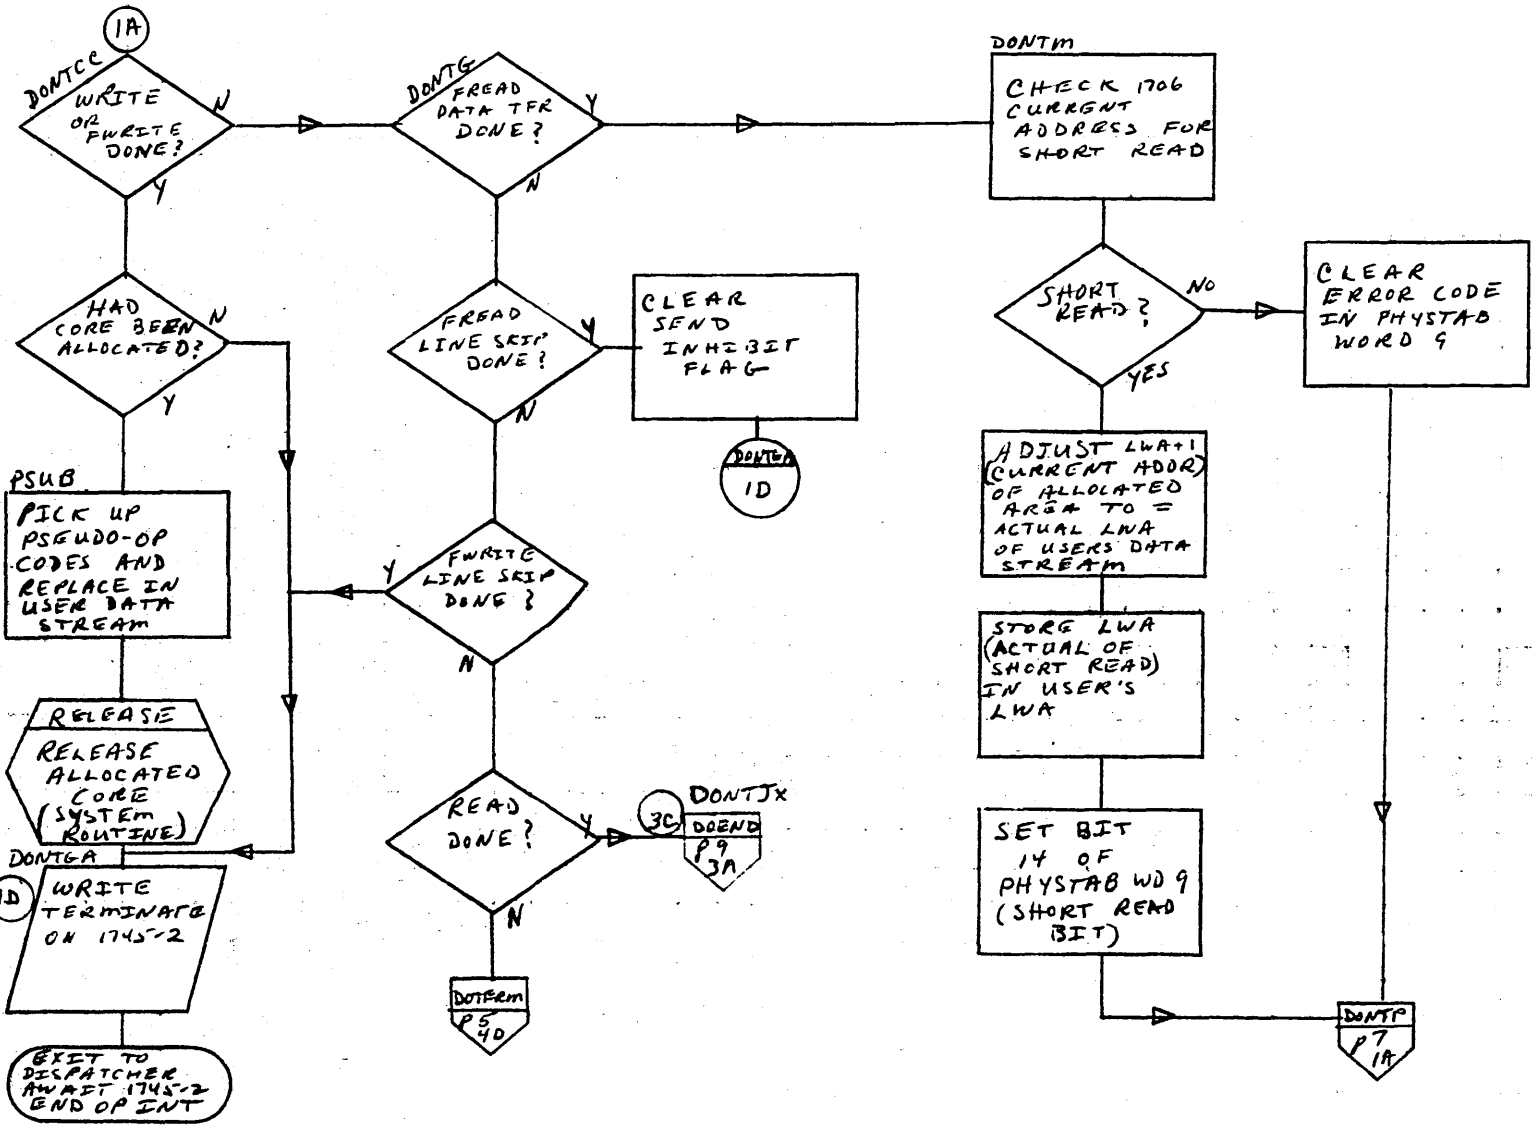 1A
DONTCC
WRITE
OR
FWRITE
DONE?
N
Y
DONTG
FREAD
DATA TFR
DONE?
Y
N
DONTM
CHECK 1706
CURRENT
ADDRESS FOR
SHORT READ
HAD
CORE BEEN
ALLOCATED?
N
Y
FREAD
LINE SKIP
DONE?
Y
N
CLEAR
SEND
INHIBIT
FLAG
DONTGA
1D
SHORT
READ?
NO
YES
CLEAR
ERROR CODE
IN PHYSTAB
WORD 9
PSUB
PICK UP
PSEUDO-OP
CODES AND
REPLACE IN
USER DATA
STREAM
FWRITE
LINE SKIP
DONE?
Y
N
ADJUST LWA+1
(CURRENT ADDR)
OF ALLOCATED
AREA TO =
ACTUAL LWA
OF USERS DATA
STREAM
STORE LWA
(ACTUAL OF
SHORT READ)
IN USER'S
LWA
RELEASE
RELEASE
ALLOCATED
CORE
(SYSTEM
ROUTINE)
READ
DONE?
Y
N
3C
DONTJX
DOEND
P9
3A
SET BIT
14 OF
PHYSTAB WD 9
(SHORT READ
BIT)
DONTGA
1D
WRITE
TERMINATE
ON 1745-2
DOTERM
P5
4D
DONTP
P7
1A
EXIT TO
DISPATCHER
AWAIT 1745-2
END OP INT